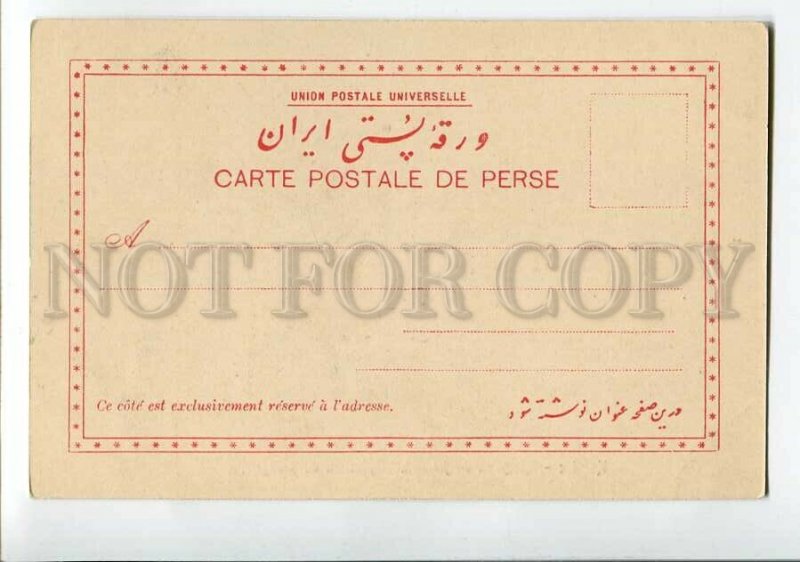 UNION POSTALE UNIVERSELLE
ورقهٔ پُستی ایران
CARTE POSTALE DE PERSE
A
NOT FOR COPY
Ce côté est exclusivement réservé à l'adresse.
درین صفحه عنوان نوشته شود